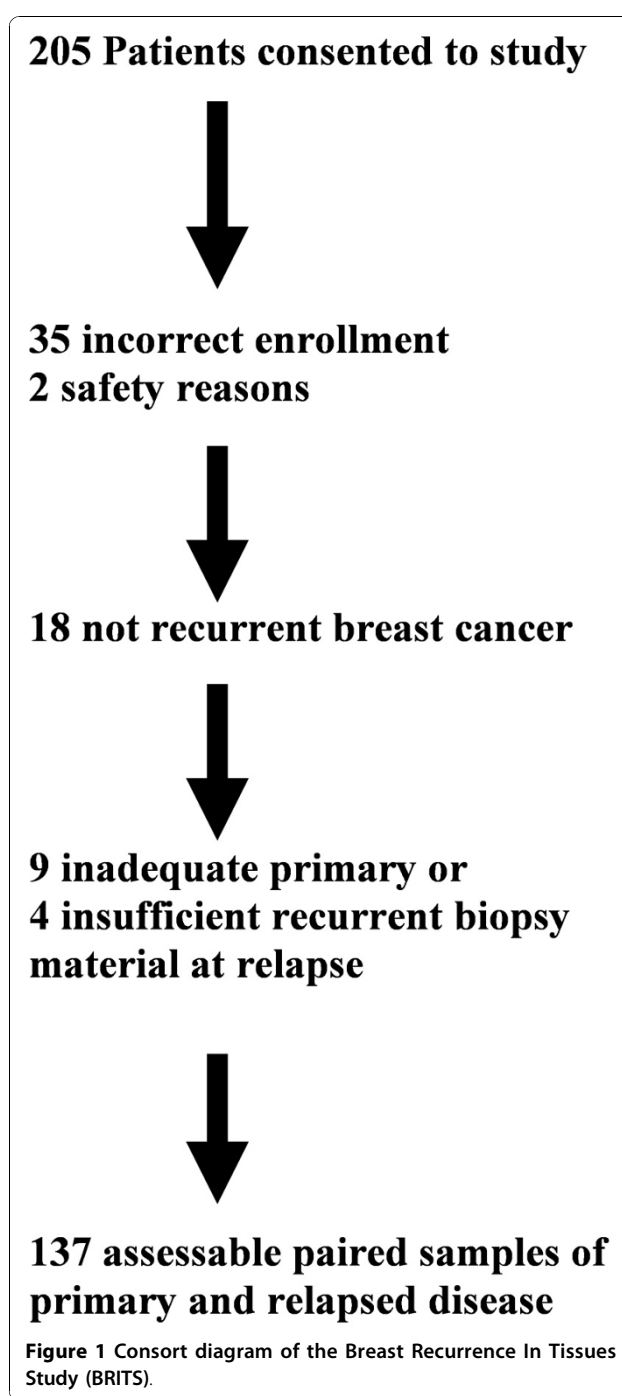 205 Patients consented to study
35 incorrect enrollment
2 safety reasons
18 not recurrent breast cancer
9 inadequate primary or
4 insufficient recurrent biopsy
material at relapse
137 assessable paired samples of
primary and relapsed disease
Figure 1 Consort diagram of the Breast Recurrence In Tissues
Study (BRITS).